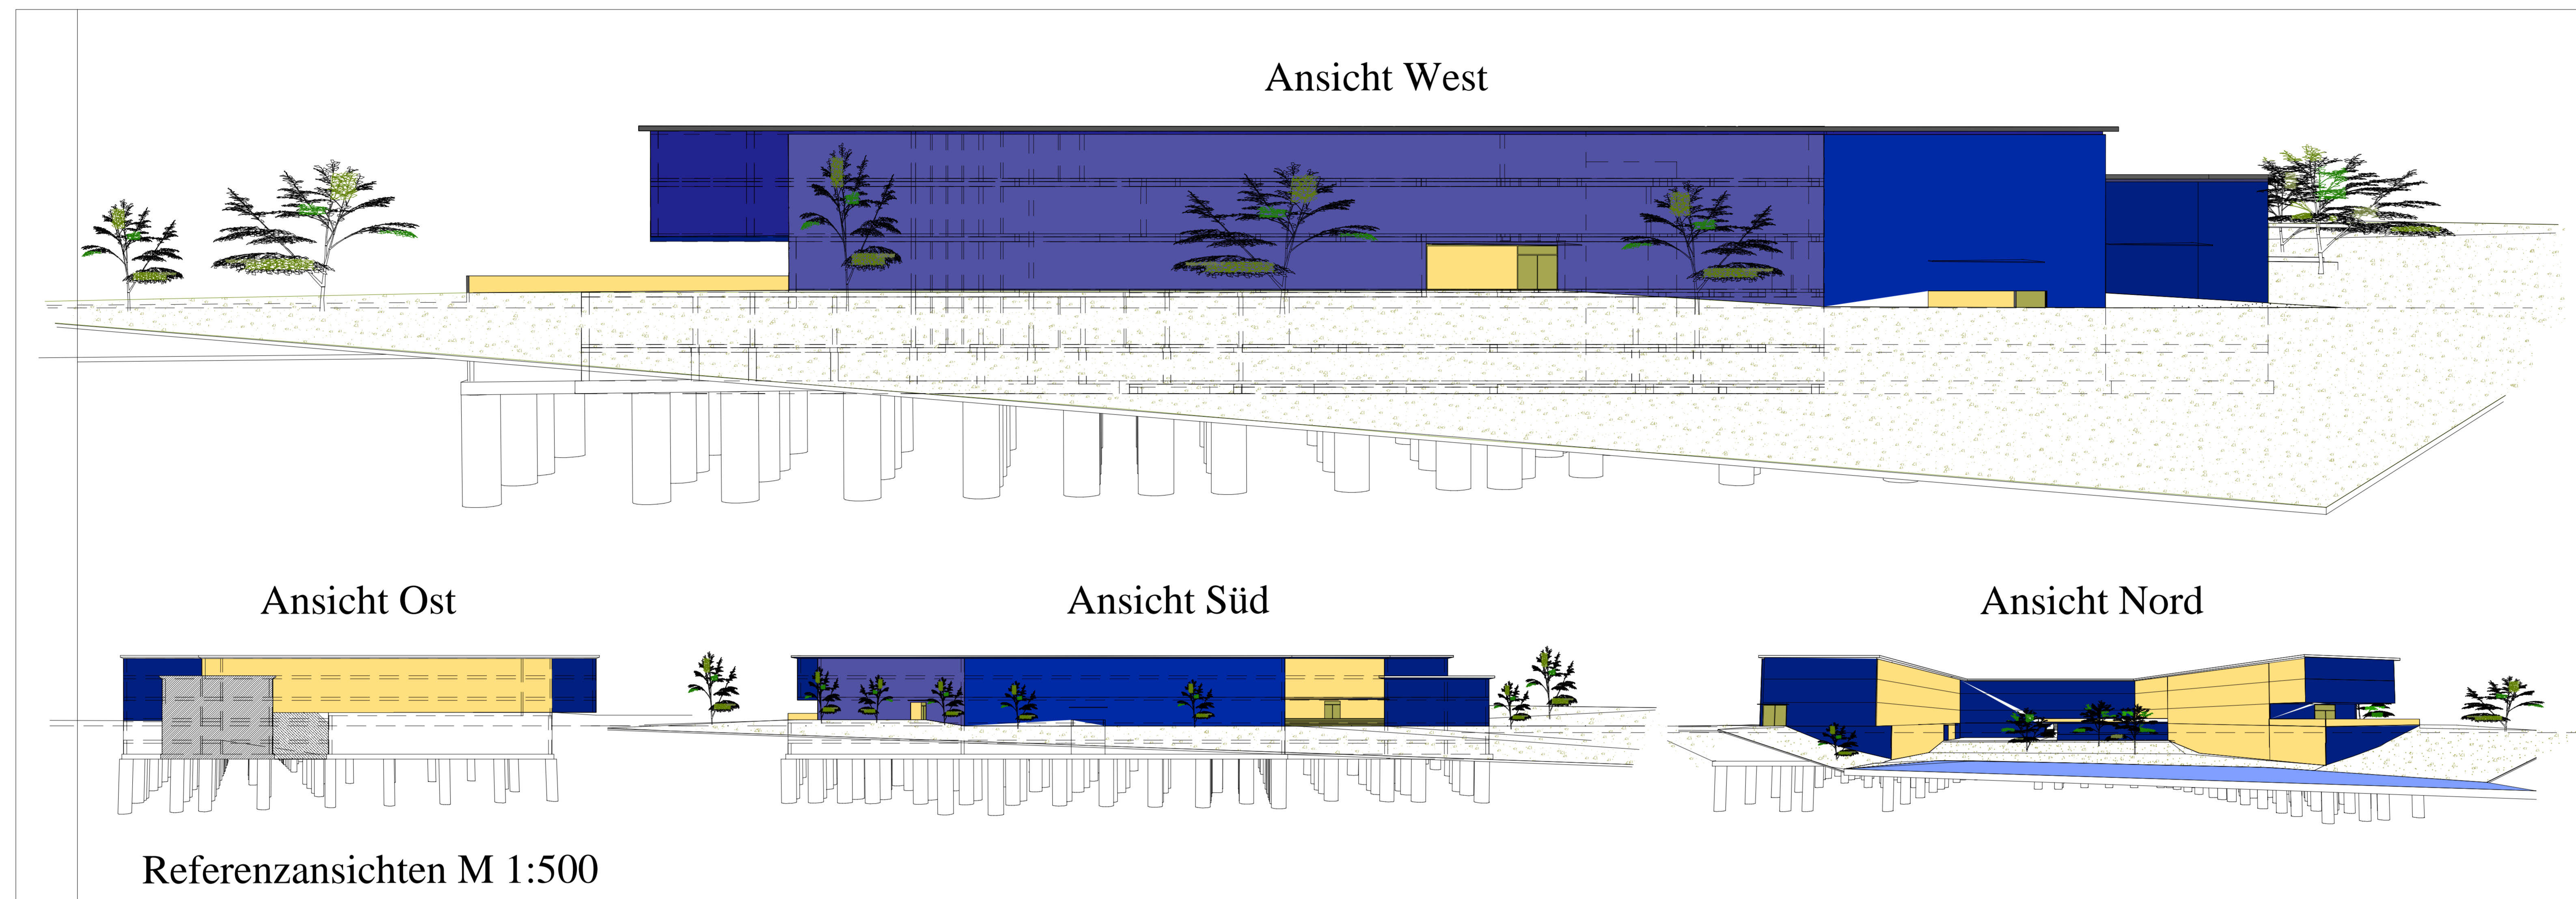 Ansicht West
Ansicht Ost
Ansicht Süd
Ansicht Nord
Referenzansichten M 1:500